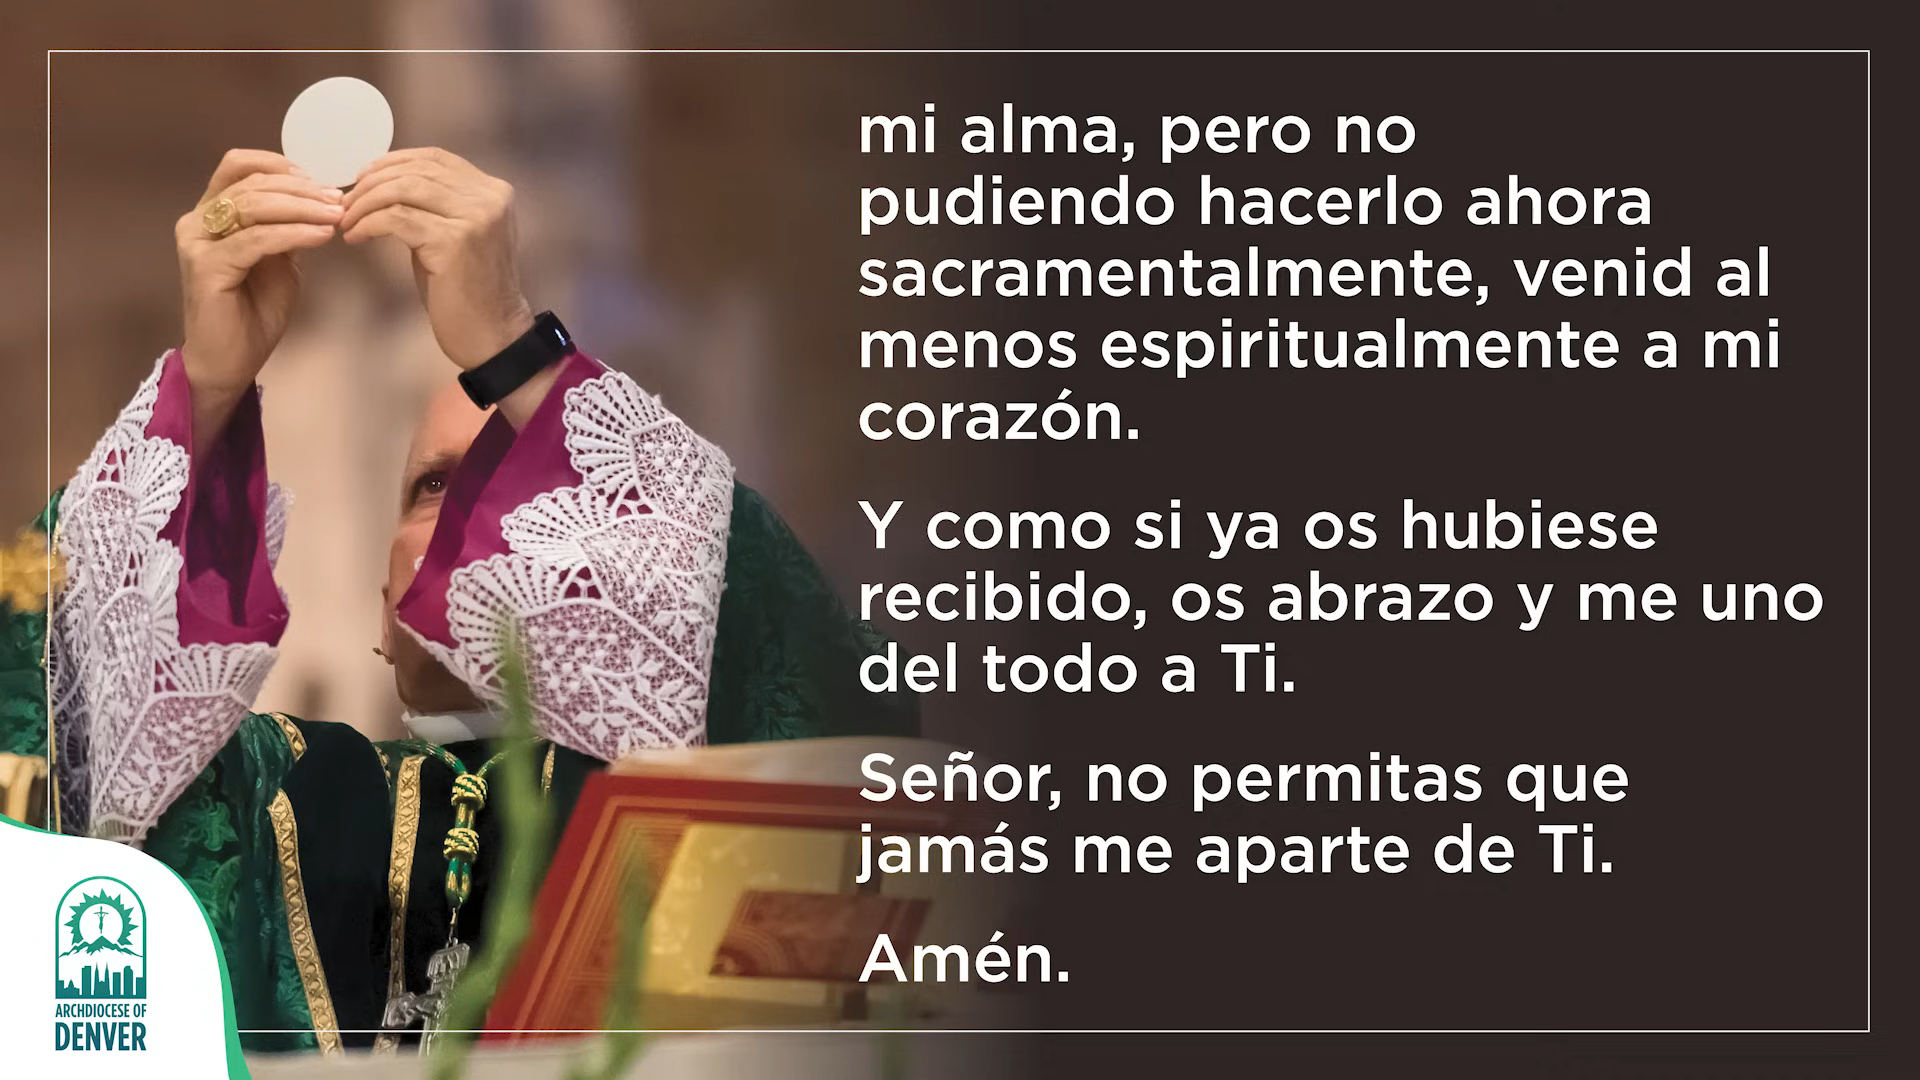 mi alma, pero no
pudiendo hacerlo ahora
sacramentalmente, venid al
menos espiritualmente a mi
corazón.
Y como si ya os hubiese
recibido, os abrazo y me uno
del todo a Ti.
Señor, no permitas que
jamás me aparte de Ti.
Amén.
ARCHDIOCESE OF
DENVER